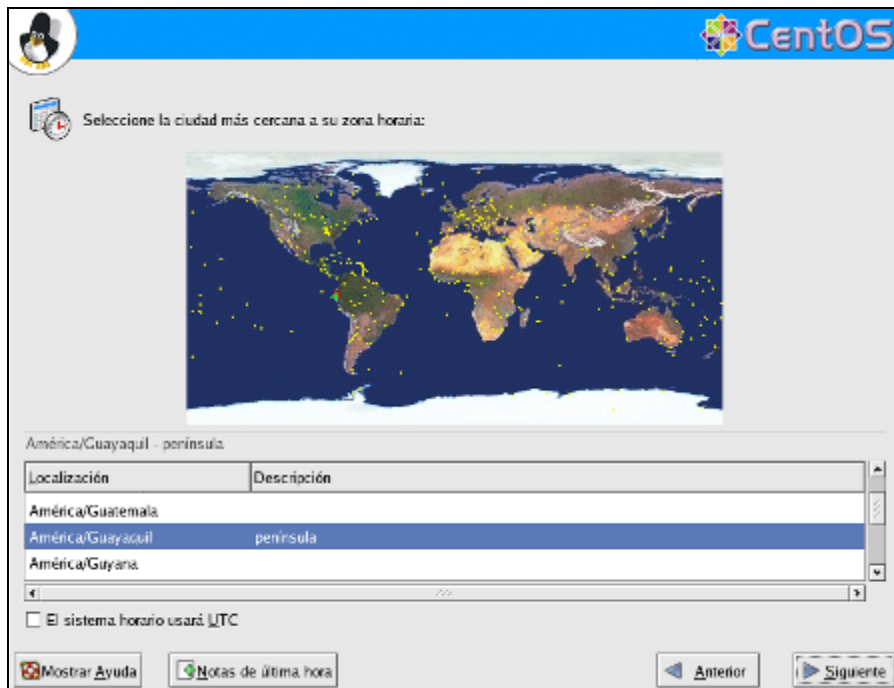 CentOS
Seleccione la ciudad más cercana a su zona horaria:
América/Guayaquil - península
Localización Descripción
América/Guatemala
América/Guayaquil península
América/Guyana
El sistema horario usará UTC
Mostrar Ayuda Notas de última hora Anterior Siguiente